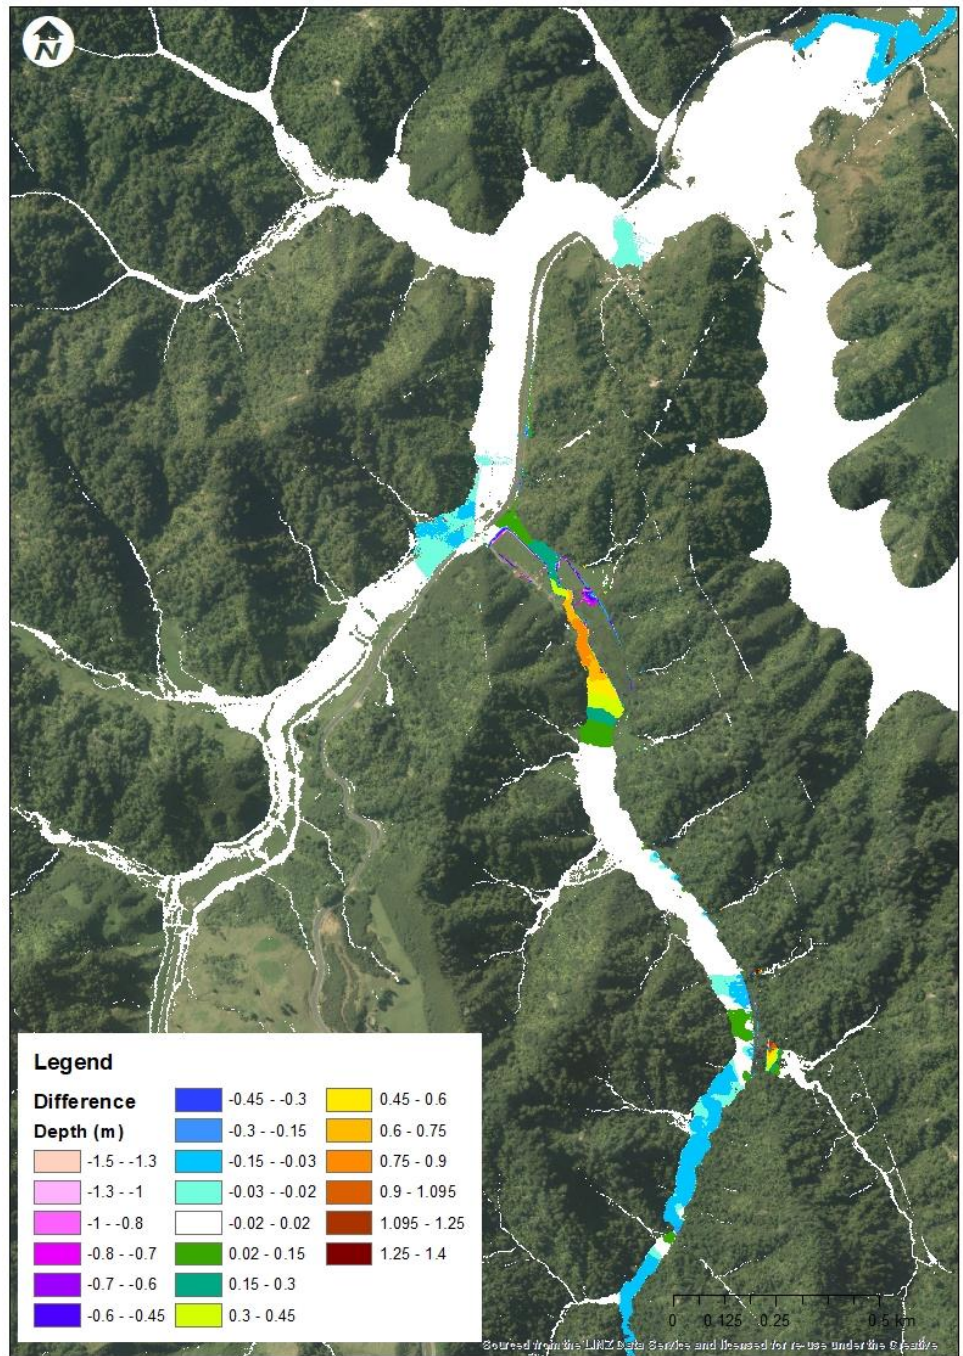 N
Legend
Difference
Depth (m)
-1.5 - -1.3
-1.3 - -1
-1 - -0.8
-0.8 - -0.7
-0.7 - -0.6
-0.6 - -0.45
-0.45 - -0.3
-0.3 - -0.15
-0.15 - -0.03
-0.03 - -0.02
-0.02 - 0.02
0.02 - 0.15
0.15 - 0.3
0.3 - 0.45
0.45 - 0.6
0.6 - 0.75
0.75 - 0.9
0.9 - 1.095
1.095 - 1.25
1.25 - 1.4
0 0.125 0.25 0.5 km
Sourced from the LINZ Data Service and licensed for re-use under the Creative